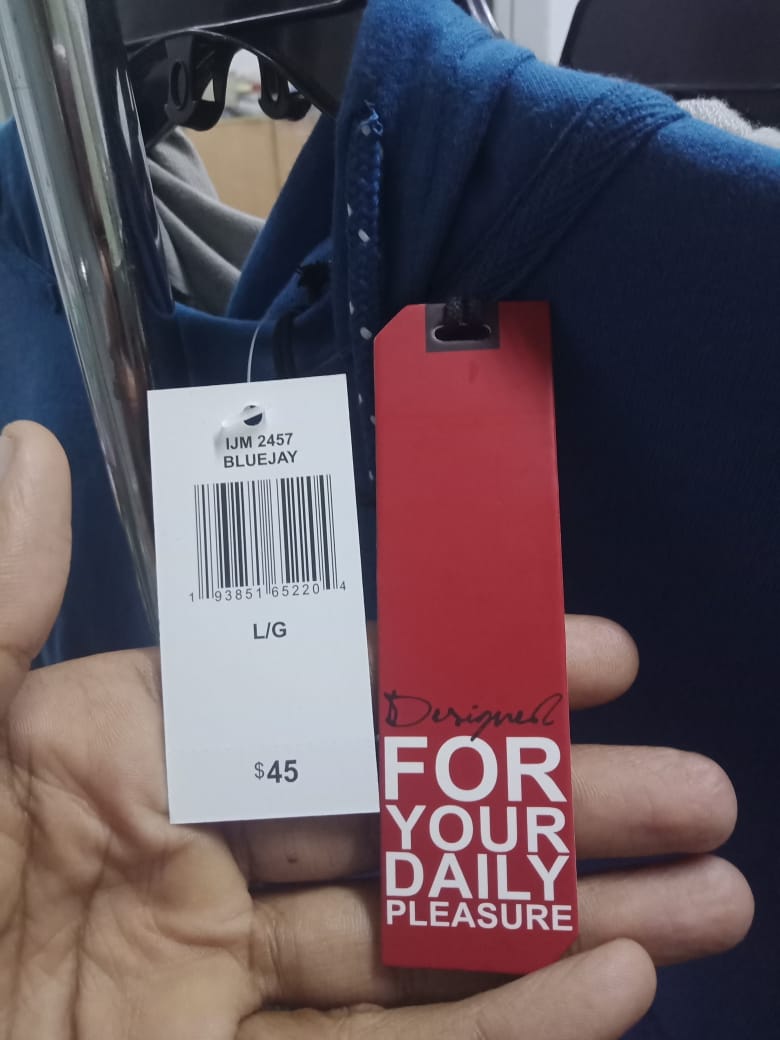 IJM 2457
BLUEJAY
1 93851 65220 4
L/G
$45
Designed
FOR
YOUR
DAILY
PLEASURE